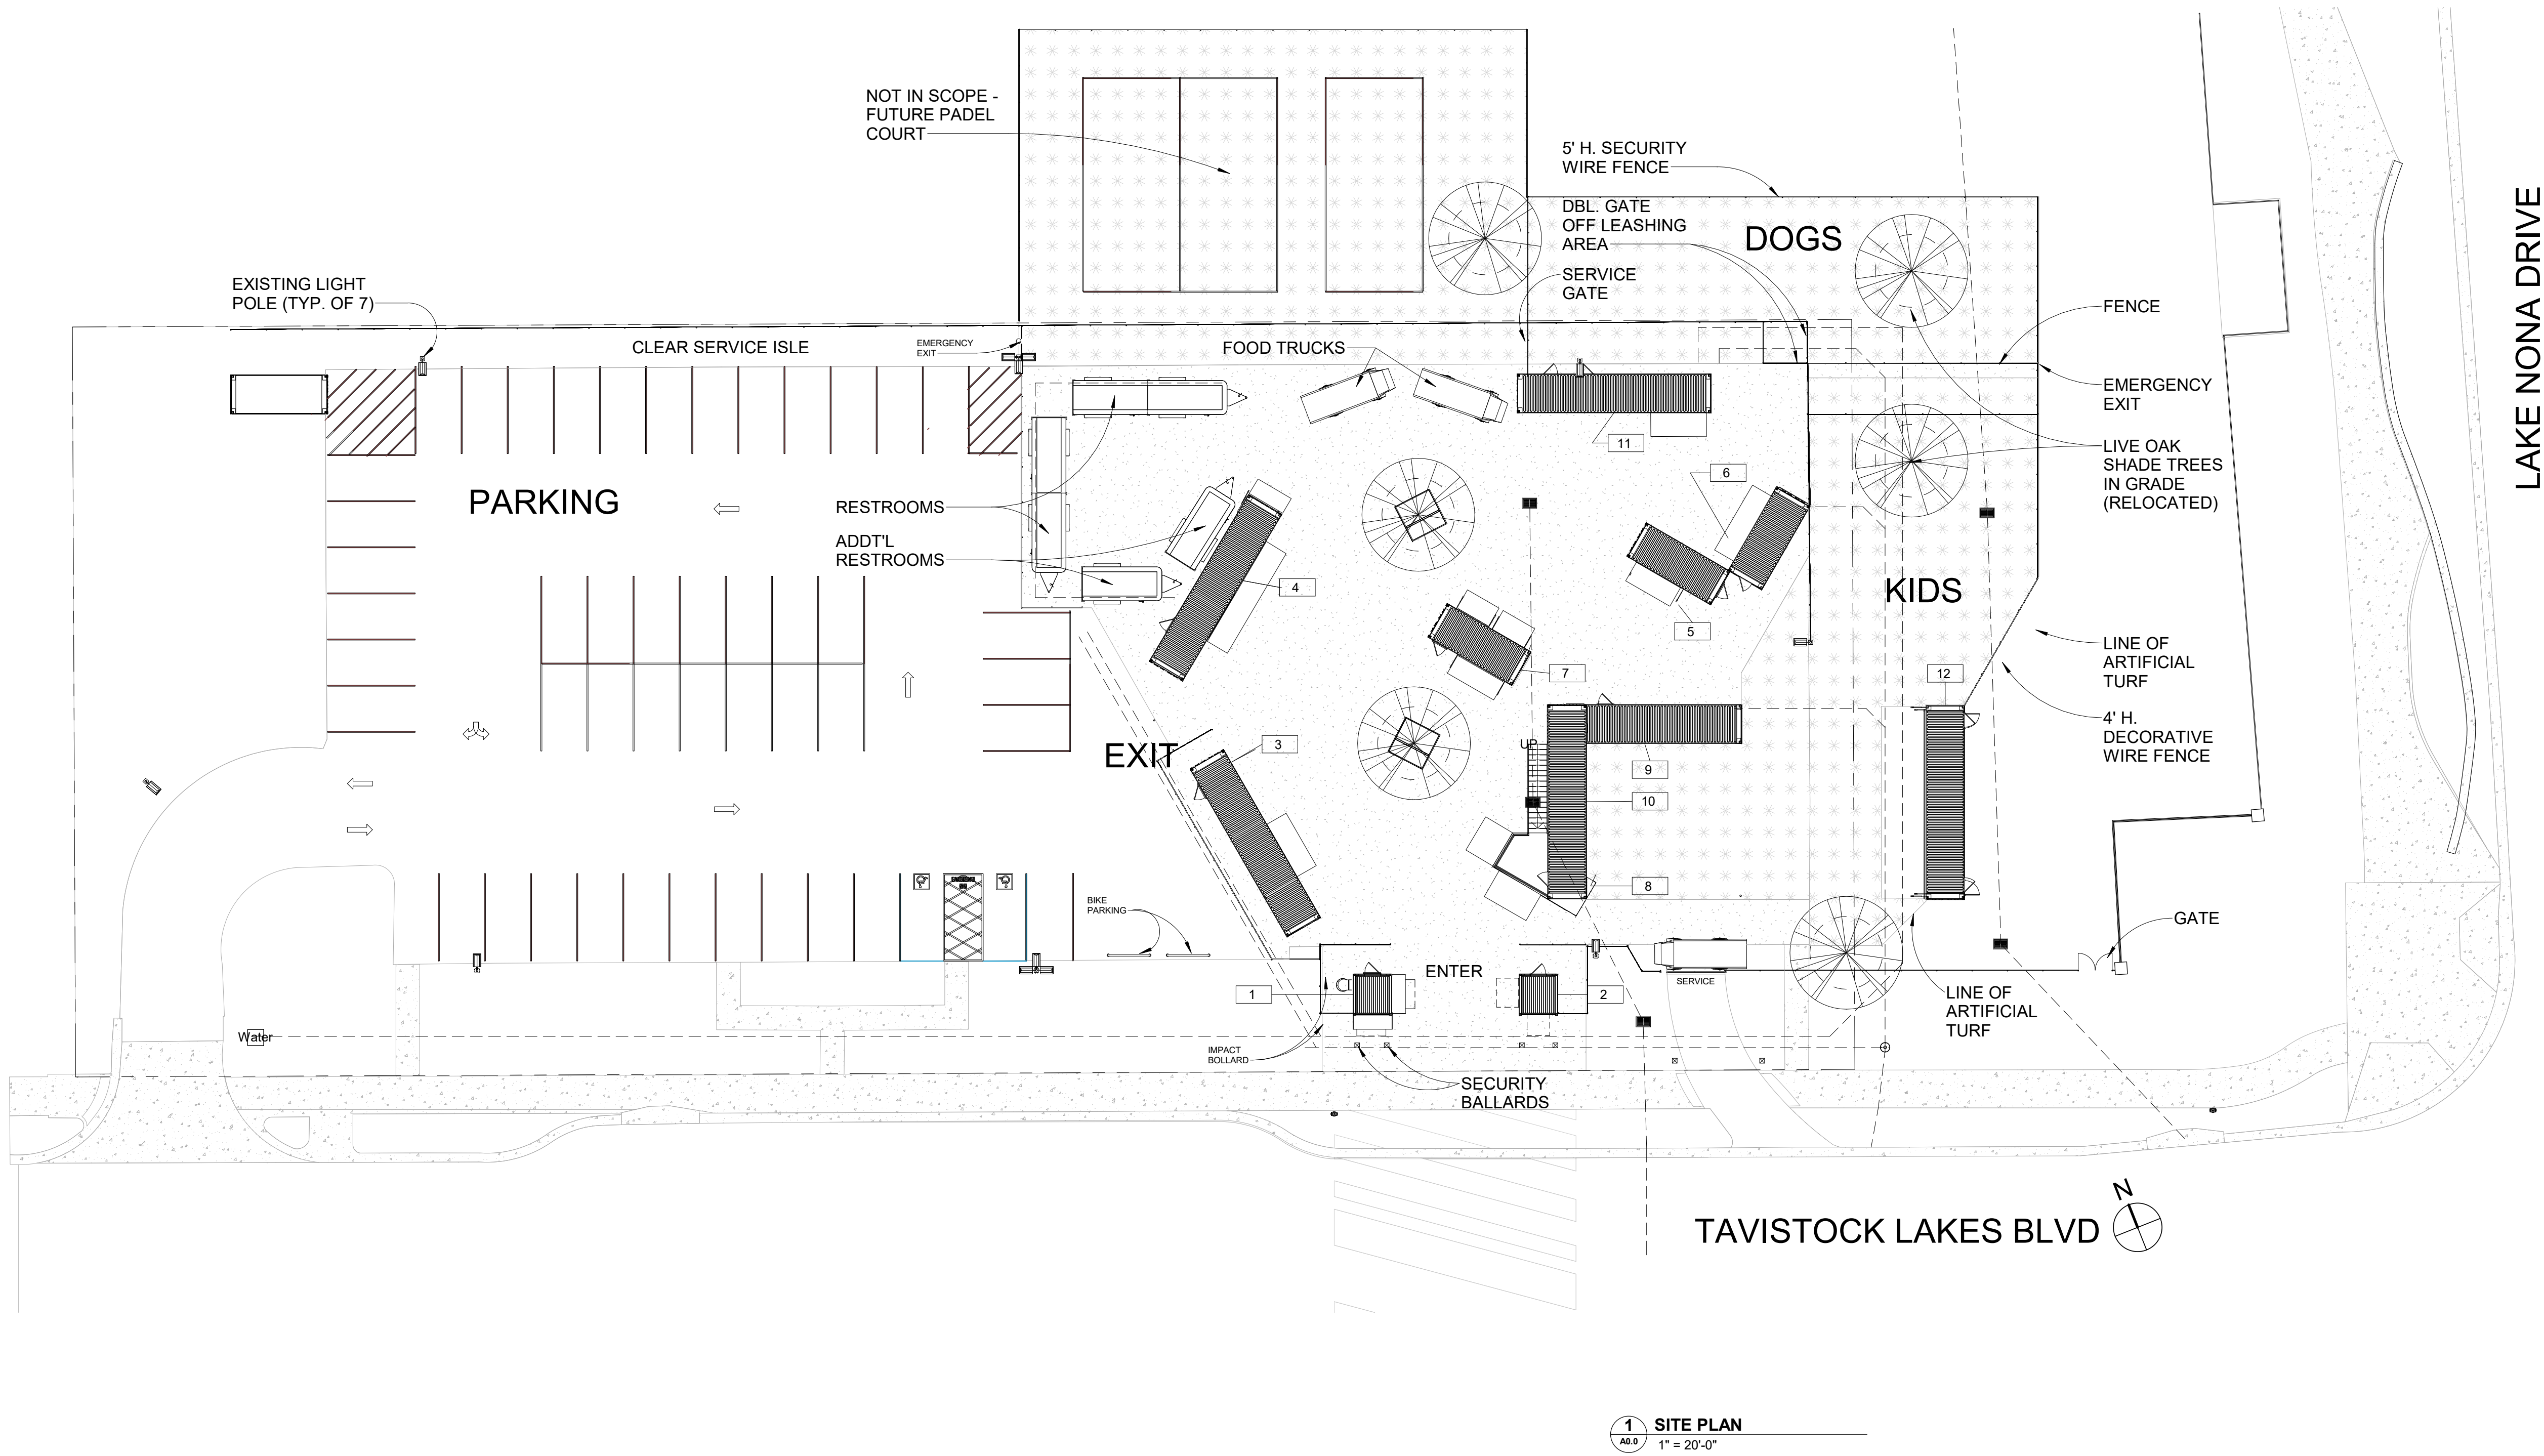 NOT IN SCOPE -
FUTURE PADEL
COURT
5' H. SECURITY
WIRE FENCE
DBL. GATE
OFF LEASHING
AREA
SERVICE
GATE
DOGS
LAKE NONA DRIVE
EXISTING LIGHT
POLE (TYP. OF 7)
CLEAR SERVICE ISLE
EMERGENCY
EXIT
FOOD TRUCKS
FENCE
EMERGENCY
EXIT
11
6
LIVE OAK
SHADE TREES
IN GRADE
(RELOCATED)
PARKING
RESTROOMS
ADDT'L
RESTROOMS
4
5
KIDS
7
12
LINE OF
ARTIFICIAL
TURF
4' H.
DECORATIVE
WIRE FENCE
EXIT
3
UP
9
10
8
BIKE
PARKING
GATE
ENTER
SERVICE
1
2
LINE OF
ARTIFICIAL
TURF
Water
IMPACT
BOLLARD
SECURITY
BALLARDS
N
TAVISTOCK LAKES BLVD
1
A0.0
SITE PLAN
1" = 20'-0"